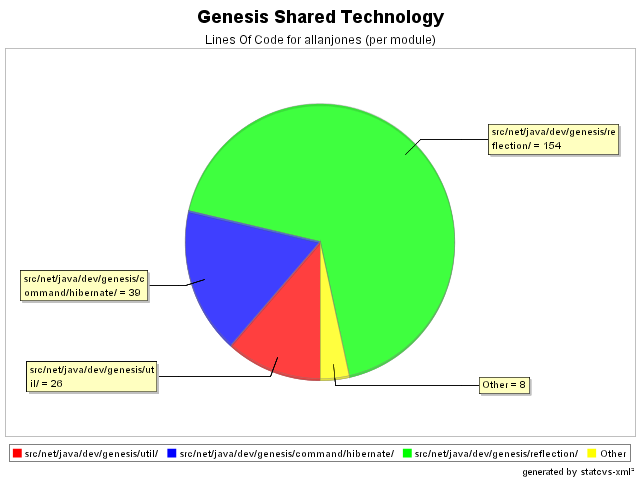 Genesis Shared Technology
Lines Of Code for allanjones (per module)
src/net/java/dev/genesis/re
flection/ = 154
src/net/java/dev/genesis/c
ommand/hibernate/ = 39
src/net/java/dev/genesis/ut
il/ = 26
Other = 8
src/net/java/dev/genesis/util/ src/net/java/dev/genesis/command/hibernate/ src/net/java/dev/genesis/reflection/ Other
generated by statcvs-xml²